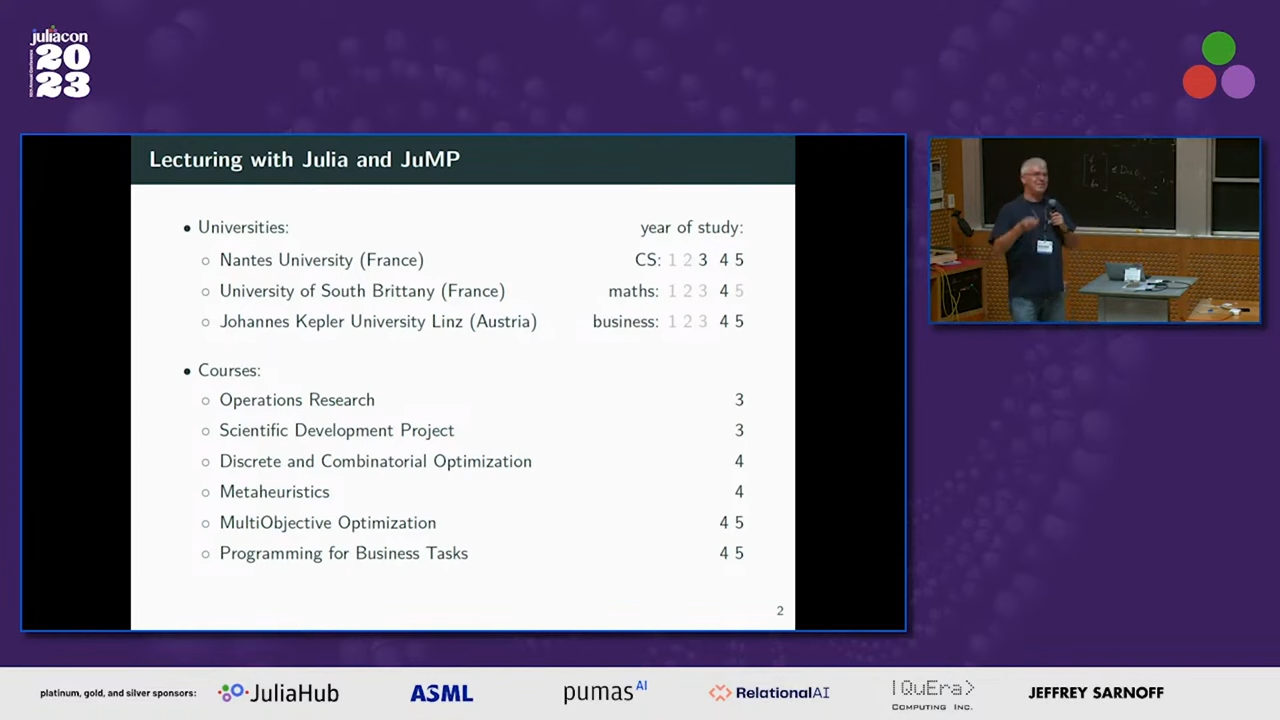 juliacon
2023
Lecturing with Julia and JuMP
• Universities: year of study:
○ Nantes University (France) CS: 1 2 3 4 5
○ University of South Brittany (France) maths: 1 2 3 4 5
○ Johannes Kepler University Linz (Austria) business: 1 2 3 4 5
• Courses:
○ Operations Research 3
○ Scientific Development Project 3
○ Discrete and Combinatorial Optimization 4
○ Metaheuristics 4
○ MultiObjective Optimization 4 5
○ Programming for Business Tasks 4 5
2
platinum, gold, and silver sponsors: JuliaHub ASML pumasAI RelationalAI |QuEra> COMPUTING INC. JEFFREY SARNOFF